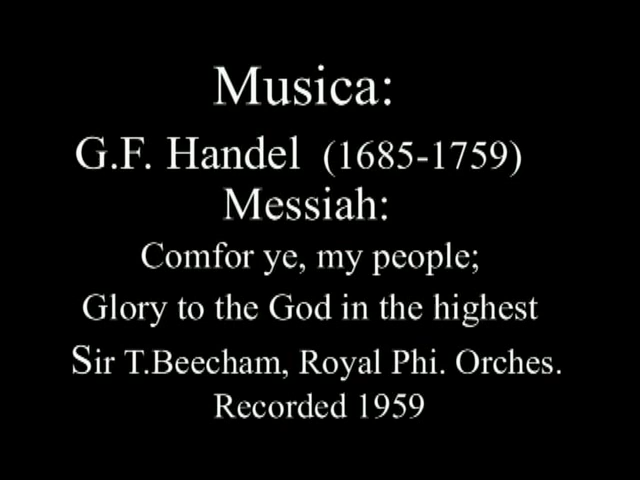 Musica:
G.F. Handel (1685-1759)
Messiah:
Comfor ye, my people;
Glory to the God in the highest
Sir T.Beecham, Royal Phi. Orches.
Recorded 1959